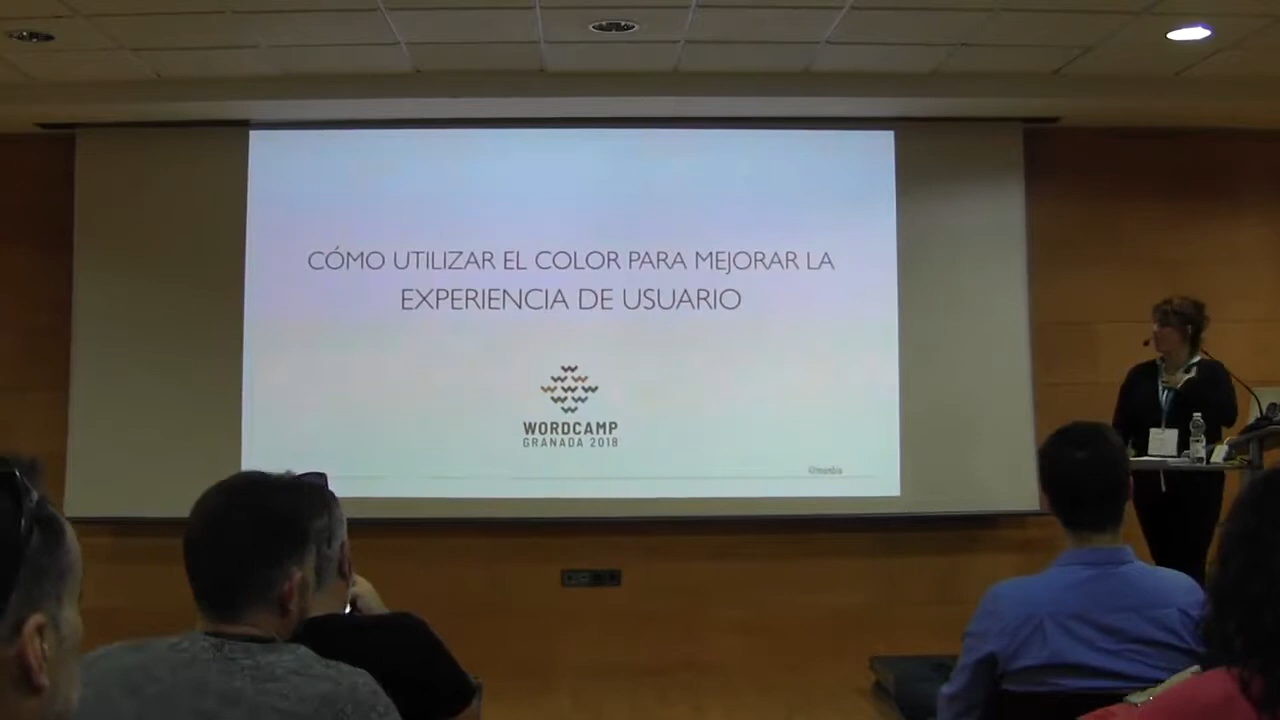 CÓMO UTILIZAR EL COLOR PARA MEJORAR LA
EXPERIENCIA DE USUARIO
WORDCAMP
GRANADA 2018